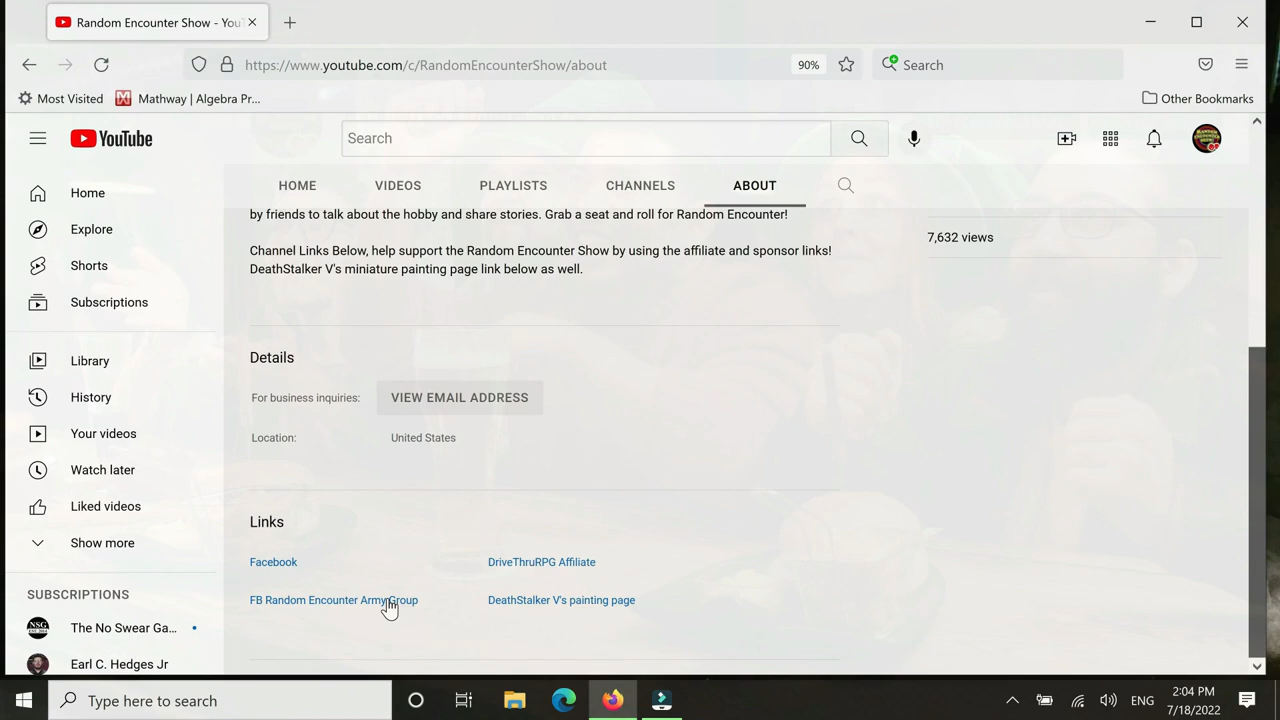 Random Encounter Show - YouT
https://www.youtube.com/c/RandomEncounterShow/about
90%
Search
Most Visited
Mathway | Algebra Pr...
Other Bookmarks
YouTube
Search
HOME
VIDEOS
PLAYLISTS
CHANNELS
ABOUT
by friends to talk about the hobby and share stories. Grab a seat and roll for Random Encounter!
Channel Links Below, help support the Random Encounter Show by using the affiliate and sponsor links!
DeathStalker V's miniature painting page link below as well.
7,632 views
Home
Explore
Shorts
Subscriptions
Library
History
Your videos
Watch later
Liked videos
Show more
SUBSCRIPTIONS
NSG
The No Swear Ga...
Earl C. Hedges Jr
Details
For business inquiries:
VIEW EMAIL ADDRESS
Location:
United States
Links
Facebook
DriveThruRPG Affiliate
FB Random Encounter Army Group
DeathStalker V's painting page
Type here to search
ENG
2:04 PM
7/18/2022